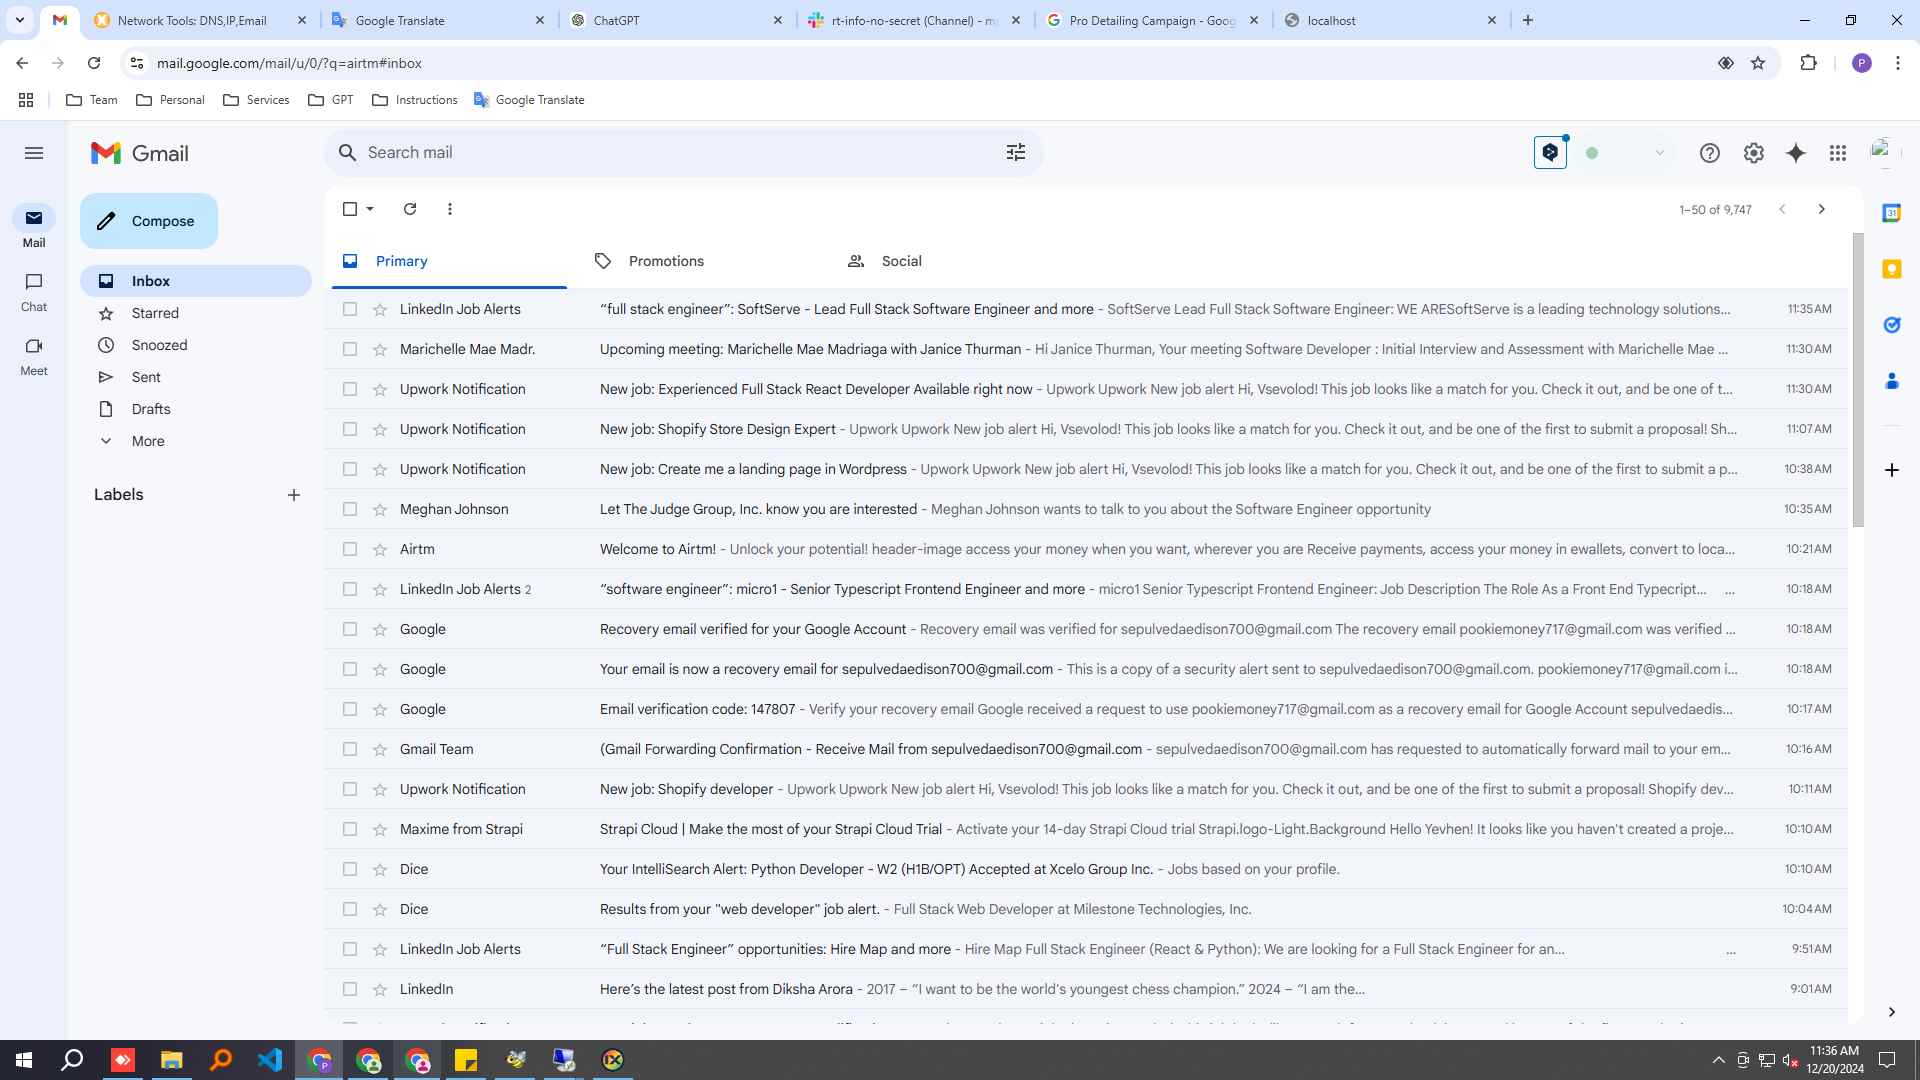 Network Tools: DNS,IP,Email
Google Translate
ChatGPT
rt-info-no-secret (Channel) - mp
Pro Detailing Campaign - Goog
localhost
mail.google.com/mail/u/0/?q=airtm#inbox
P
Team
Personal
Services
GPT
Instructions
Google Translate
Gmail
Search mail
Compose
Mail
Chat
Meet
Inbox
Starred
Snoozed
Sent
Drafts
More
Labels
1–50 of 9,747
31
Primary
Promotions
Social
LinkedIn Job Alerts “full stack engineer”: SoftServe - Lead Full Stack Software Engineer and more - SoftServe Lead Full Stack Software Engineer: WE ARESoftServe is a leading technology solutions… 11:35 AM
Marichelle Mae Madr. Upcoming meeting: Marichelle Mae Madriaga with Janice Thurman - Hi Janice Thurman, Your meeting Software Developer : Initial Interview and Assessment with Marichelle Mae … 11:30 AM
Upwork Notification New job: Experienced Full Stack React Developer Available right now - Upwork Upwork New job alert Hi, Vsevolod! This job looks like a match for you. Check it out, and be one of t… 11:30 AM
Upwork Notification New job: Shopify Store Design Expert - Upwork Upwork New job alert Hi, Vsevolod! This job looks like a match for you. Check it out, and be one of the first to submit a proposal! Sh… 11:07 AM
Upwork Notification New job: Create me a landing page in Wordpress - Upwork Upwork New job alert Hi, Vsevolod! This job looks like a match for you. Check it out, and be one of the first to submit a p… 10:38 AM
Meghan Johnson Let The Judge Group, Inc. know you are interested - Meghan Johnson wants to talk to you about the Software Engineer opportunity 10:35 AM
Airtm Welcome to Airtm! - Unlock your potential! header-image access your money when you want, wherever you are Receive payments, access your money in ewallets, convert to loca… 10:21 AM
LinkedIn Job Alerts 2 “software engineer”: micro1 - Senior Typescript Frontend Engineer and more - micro1 Senior Typescript Frontend Engineer: Job Description The Role As a Front End Typecript… … 10:18 AM
Google Recovery email verified for your Google Account - Recovery email was verified for sepulvedaedison700@gmail.com The recovery email pookiemoney717@gmail.com was verified … 10:18 AM
Google Your email is now a recovery email for sepulvedaedison700@gmail.com - This is a copy of a security alert sent to sepulvedaedison700@gmail.com. pookiemoney717@gmail.com i… 10:18 AM
Google Email verification code: 147807 - Verify your recovery email Google received a request to use pookiemoney717@gmail.com as a recovery email for Google Account sepulvedaedis… 10:17 AM
Gmail Team (Gmail Forwarding Confirmation - Receive Mail from sepulvedaedison700@gmail.com - sepulvedaedison700@gmail.com has requested to automatically forward mail to your em… 10:16 AM
Upwork Notification New job: Shopify developer - Upwork Upwork New job alert Hi, Vsevolod! This job looks like a match for you. Check it out, and be one of the first to submit a proposal! Shopify dev… 10:11 AM
Maxime from Strapi Strapi Cloud | Make the most of your Strapi Cloud Trial - Activate your 14-day Strapi Cloud trial Strapi.logo-Light.Background Hello Yevhen! It looks like you haven't created a proje… 10:10 AM
Dice Your IntelliSearch Alert: Python Developer - W2 (H1B/OPT) Accepted at Xcelo Group Inc. - Jobs based on your profile. 10:10 AM
Dice Results from your "web developer" job alert. - Full Stack Web Developer at Milestone Technologies, Inc. 10:04 AM
LinkedIn Job Alerts “Full Stack Engineer” opportunities: Hire Map and more - Hire Map Full Stack Engineer (React & Python): We are looking for a Full Stack Engineer for an… … 9:51 AM
LinkedIn Here’s the latest post from Diksha Arora - 2017 – “I want to be the world's youngest chess champion.” 2024 – “I am the… 9:01 AM
11:36 AM
12/20/2024